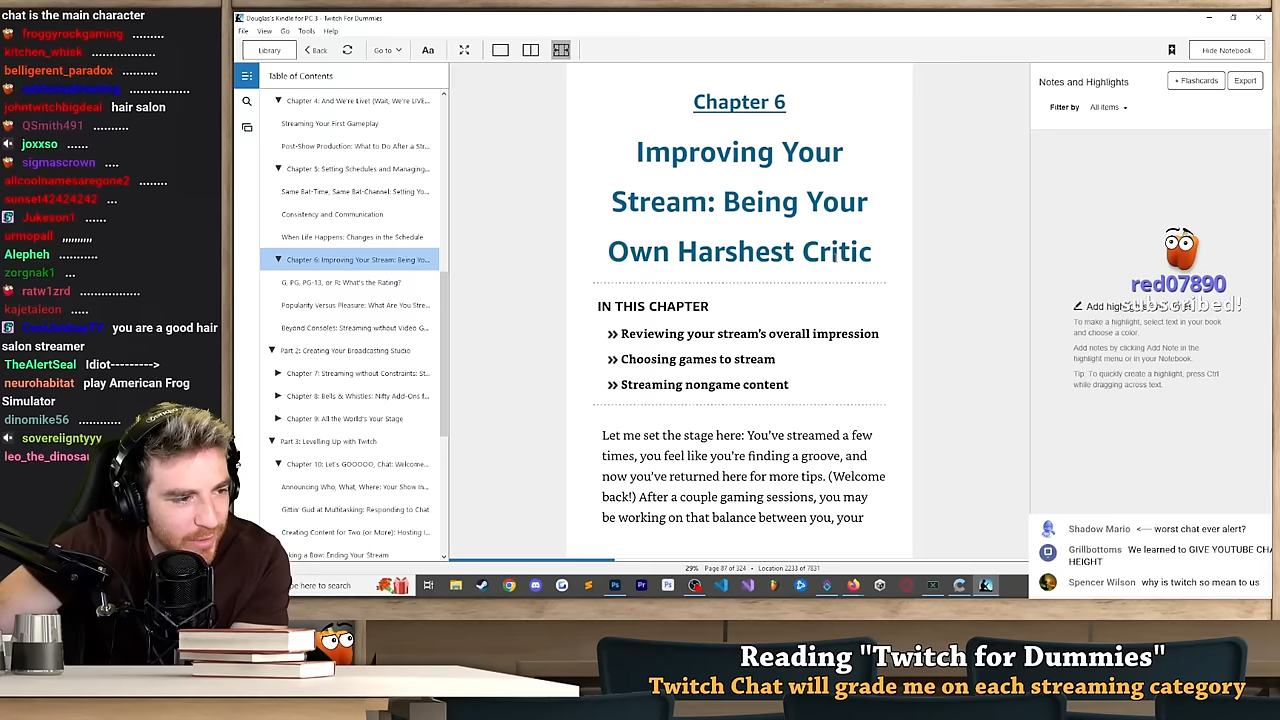 chat is the main character
froggyrockgaming .........
kitchen_whisk ..................
belligerent_paradox ..........
.................
johntwitchbigdeal hair salon
QSmith491 ..........
joxxso ......
sigmascrown ....
allcoolnamesaregone2 ........
sunset42424242 ...
Jukeson1 ......
urmopall ,,,,,,,,,
Alepheh ...........
zorgnak1 ...
ratw1zrd .................
kajetaleon .....
you are a good hair
salon streamer
TheAlertSeal Idiot--------->
neurohabitat play American Frog
Simulator
dinomike56 ............
sovereiigntyyv
leo_the_dinosau
Douglas's Kindle for PC 3 - Twitch For Dummies
File View Go Tools Help
Library
Back
Go to
Aa
Hide Notebook
Table of Contents
Chapter 4: And We're Live! (Wait, We're LIVE...
Streaming Your First Gameplay
Post-Show Production: What to Do After a Str...
Chapter 5: Setting Schedules and Managing...
Same Bat-Time, Same Bat-Channel: Setting Yo...
Consistency and Communication
When Life Happens: Changes in the Schedule
Chapter 6: Improving Your Stream: Being Yo...
G, PG, PG-13, or R: What's the Rating?
Popularity Versus Pleasure: What Are You Stre...
Beyond Consoles: Streaming without Video G...
Part 2: Creating Your Broadcasting Studio
Chapter 7: Streaming without Constraints: St...
Chapter 8: Bells & Whistles: Nifty Add-Ons f...
Chapter 9: All the World's Your Stage
Part 3: Levelling Up with Twitch
Chapter 10: Let's GOOOOO, Chat: Welcome...
Announcing Who, What, Where: Your Show In...
Gittin' Gud at Multitasking: Responding to Chat
Creating Content for Two (or More): Hosting i...
king a Bow: Ending Your Stream
Chapter 6
Improving Your
Stream: Being Your
Own Harshest Critic
IN THIS CHAPTER
» Reviewing your stream's overall impression
» Choosing games to stream
» Streaming nongame content
Let me set the stage here: You've streamed a few
times, you feel like you're finding a groove, and
now you've returned here for more tips. (Welcome
back!) After a couple gaming sessions, you may
be working on that balance between you, your
29% Page 87 of 324 • Location 2233 of 7831
Notes and Highlights
+ Flashcards
Export
Filter by All items
red07890
subscribed!
Add high
To make a highlight, select text in your book
and choose a color.
Add notes by clicking Add Note in the
highlight menu or in your Notebook.
Tip: To quickly create a highlight, press Ctrl
while dragging across text.
Shadow Mario <— worst chat ever alert?
Grillbottoms We learned to GIVE YOUTUBE CHA
HEIGHT
Spencer Wilson why is twitch so mean to us
pe here to search
Reading "Twitch for Dummies"
Twitch Chat will grade me on each streaming category